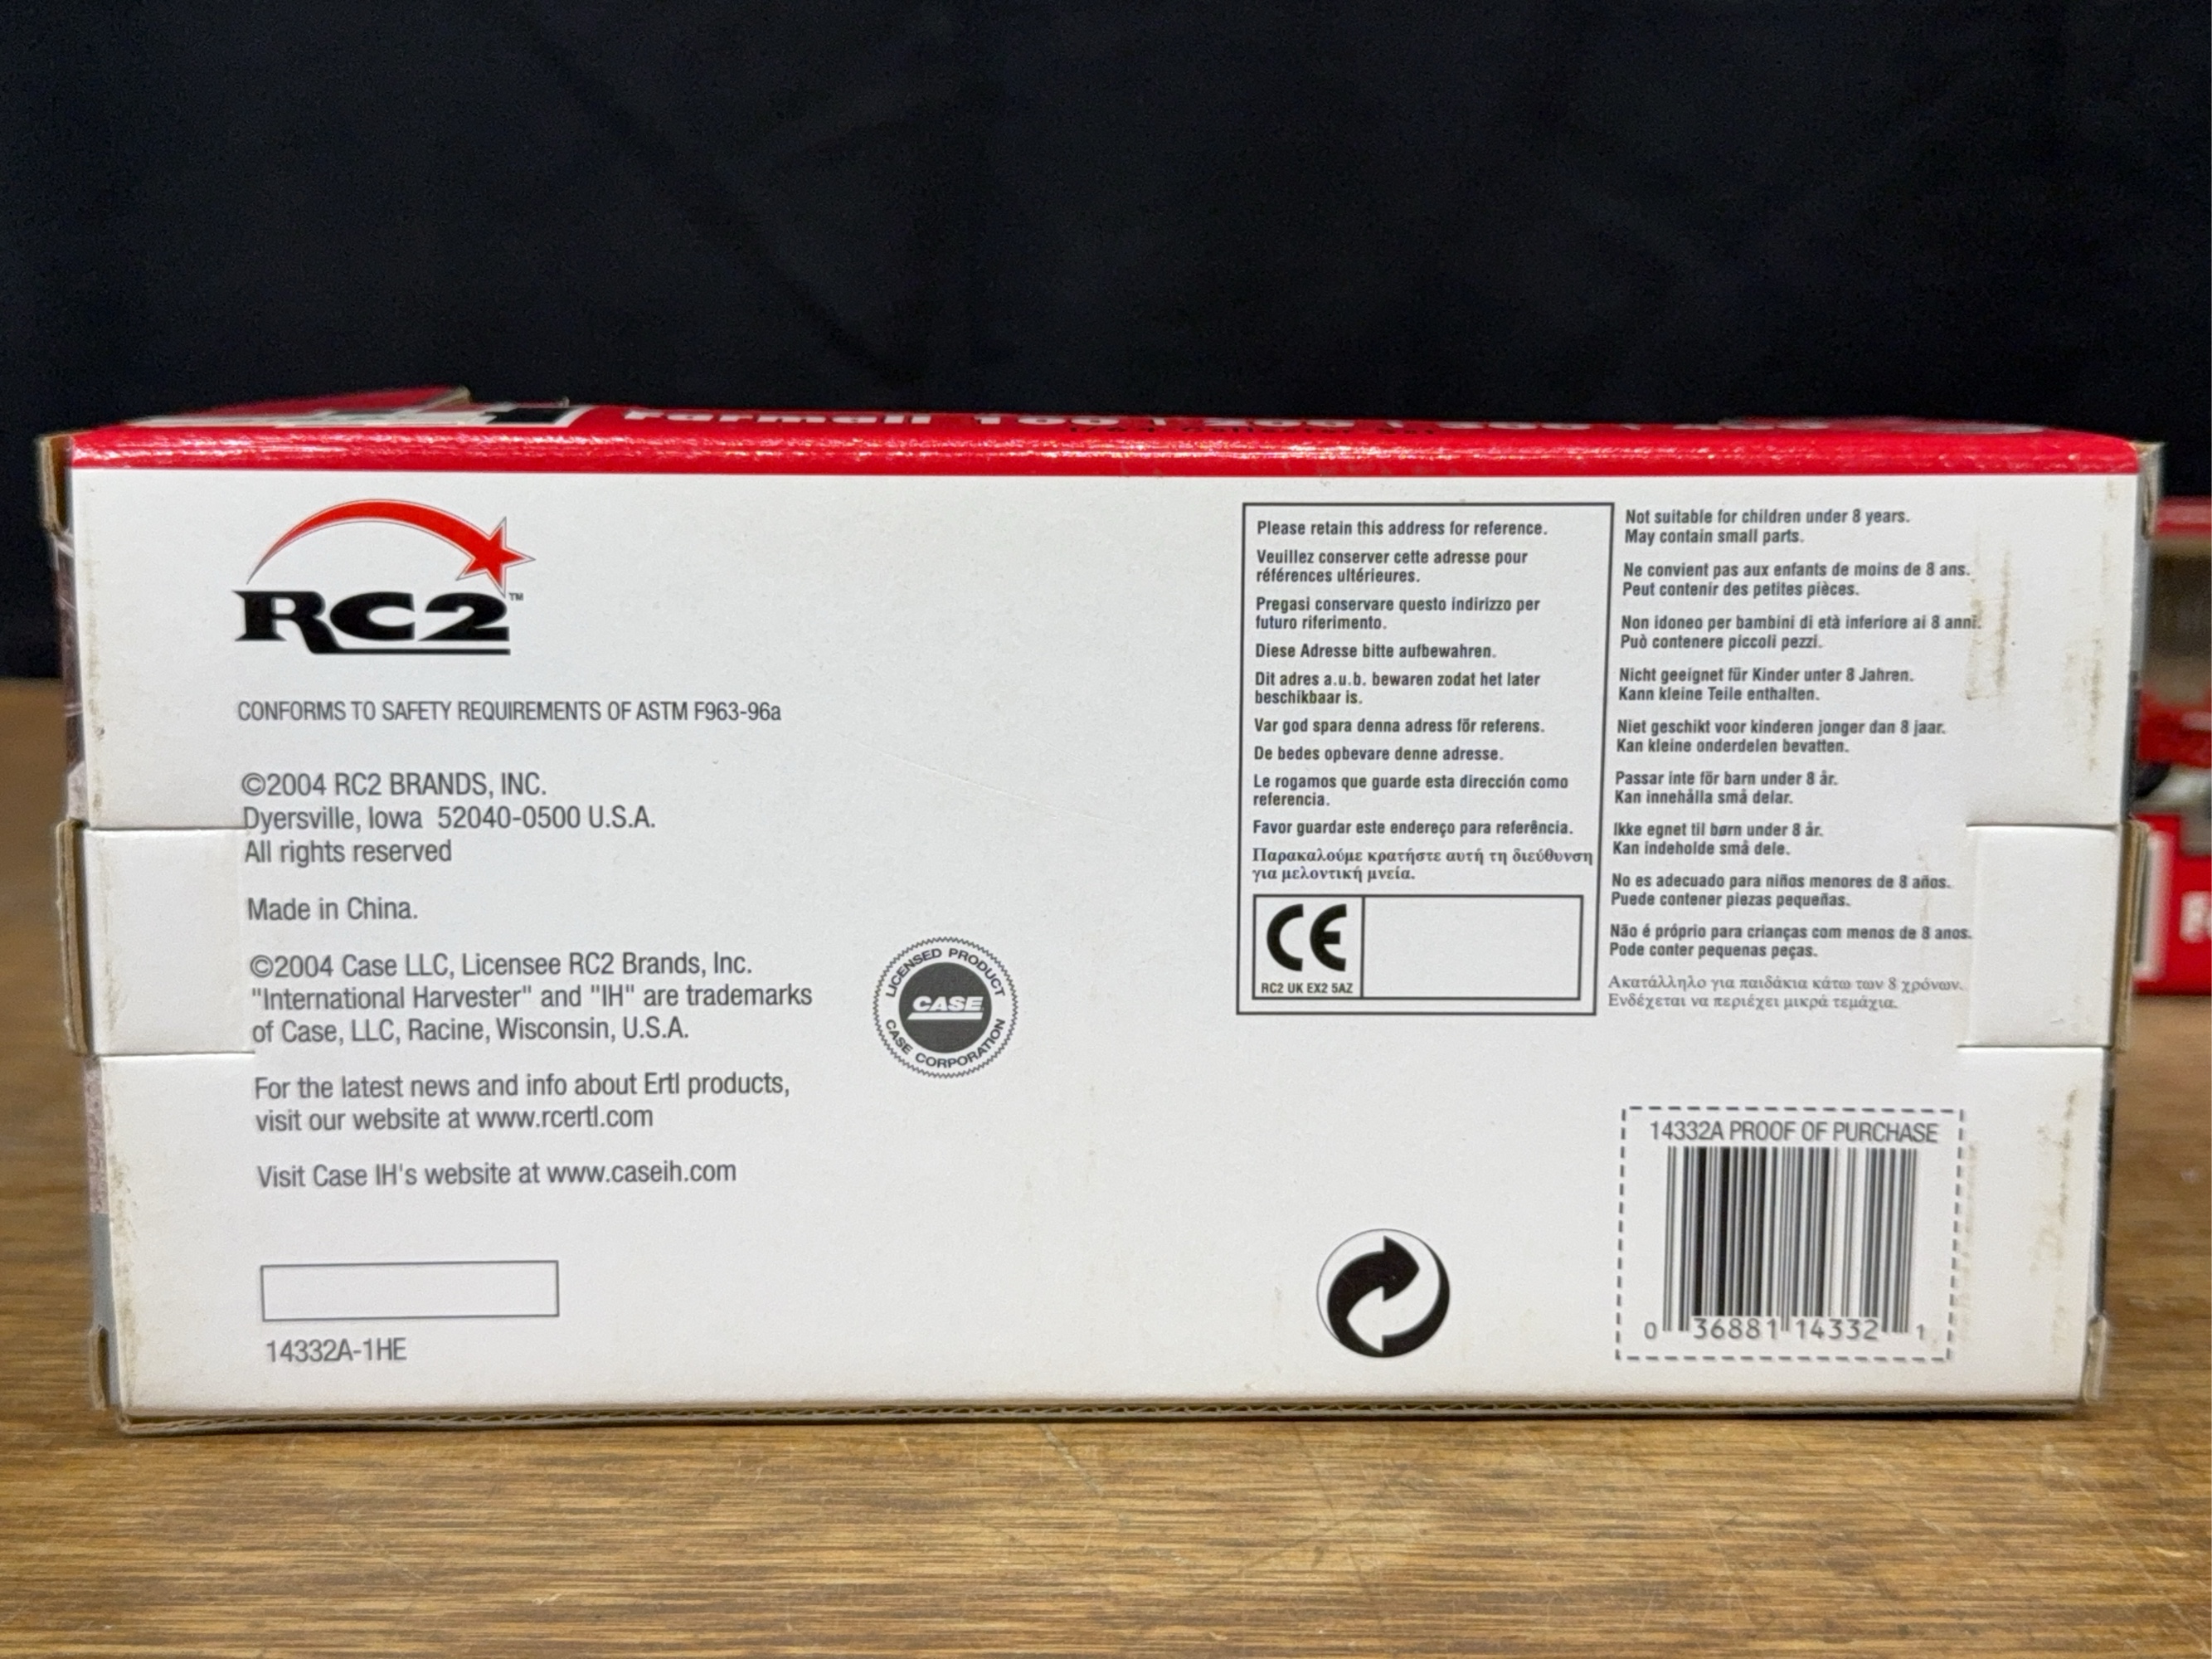 Farmall
RC2™
CONFORMS TO SAFETY REQUIREMENTS OF ASTM F963-96a
©2004 RC2 BRANDS, INC.
Dyersville, Iowa 52040-0500 U.S.A.
All rights reserved
Made in China.
©2004 Case LLC, Licensee RC2 Brands, Inc.
"International Harvester" and "IH" are trademarks
of Case, LLC, Racine, Wisconsin, U.S.A.
For the latest news and info about Ertl products,
visit our website at www.rcertl.com
Visit Case IH's website at www.caseih.com
14332A-1HE
LICENSED PRODUCT
CASE
CASE CORPORATION
Please retain this address for reference.
Veuillez conserver cette adresse pour
références ultérieures.
Pregasi conservare questo indirizzo per
futuro riferimento.
Diese Adresse bitte aufbewahren.
Dit adres a.u.b. bewaren zodat het later
beschikbaar is.
Var god spara denna adress för referens.
De bedes opbevare denne adresse.
Le rogamos que guarde esta dirección como
referencia.
Favor guardar este endereço para referência.
Παρακαλούμε κρατήστε αυτή τη διεύθυνση
για μελοντική μνεία.
CE
RC2 UK EX2 5AZ
Not suitable for children under 8 years.
May contain small parts.
Ne convient pas aux enfants de moins de 8 ans.
Peut contenir des petites pièces.
Non idoneo per bambini di età inferiore ai 8 anni.
Può contenere piccoli pezzi.
Nicht geeignet für Kinder unter 8 Jahren.
Kann kleine Teile enthalten.
Niet geschikt voor kinderen jonger dan 8 jaar.
Kan kleine onderdelen bevatten.
Passar inte för barn under 8 år.
Kan innehålla små delar.
Ikke egnet til børn under 8 år.
Kan indeholde små dele.
No es adecuado para niños menores de 8 años.
Puede contener piezas pequeñas.
Não é próprio para crianças com menos de 8 anos.
Pode conter pequenas peças.
Ακατάλληλο για παιδάκια κάτω των 8 χρόνων.
Ενδέχεται να περιέχει μικρά τεμάχια.
14332A PROOF OF PURCHASE
0 36881 14332 1